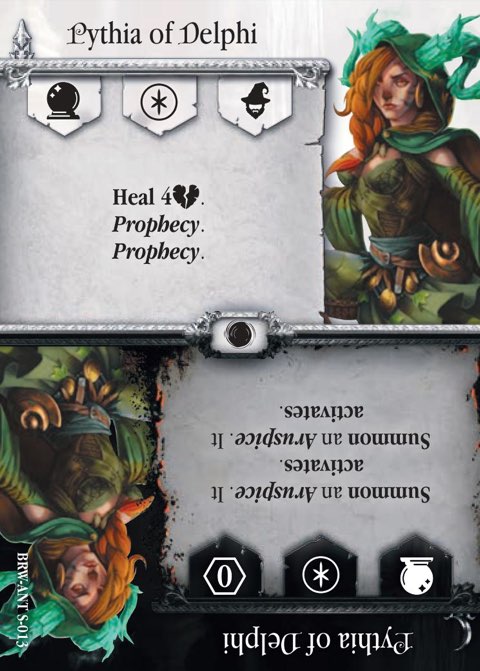 Pythia of Delphi
Heal 4.
Prophecy.
Prophecy.
Pythia of Delphi
0
Summon an Aruspice. It
activates.
Summon an Aruspice. It
activates.
BRW-ANT S-013